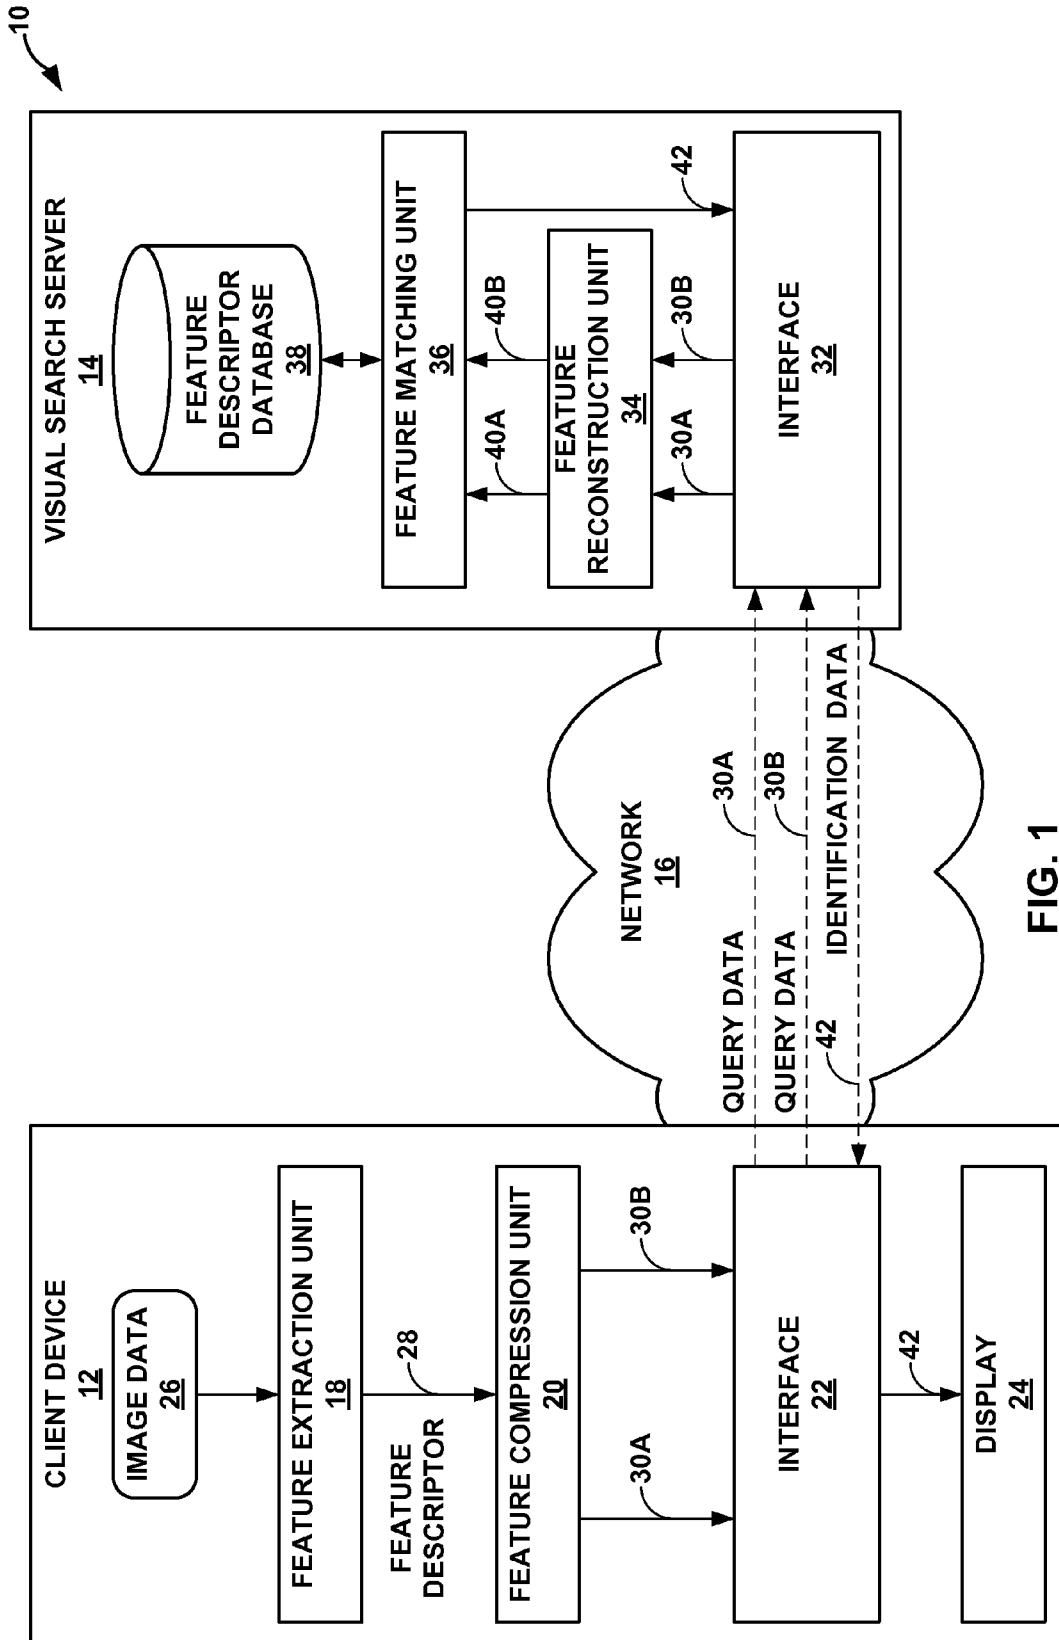 10
CLIENT DEVICE
12
IMAGE DATA
26
FEATURE EXTRACTION UNIT
18
FEATURE
DESCRIPTOR
28
FEATURE COMPRESSION UNIT
20
30A
30B
INTERFACE
22
42
DISPLAY
24
NETWORK
16
QUERY DATA
30A
QUERY DATA
30B
42
IDENTIFICATION DATA
VISUAL SEARCH SERVER
14
FEATURE
DESCRIPTOR
DATABASE
38
FEATURE MATCHING UNIT
36
40A
40B
42
FEATURE
RECONSTRUCTION UNIT
34
30A
30B
INTERFACE
32
FIG. 1